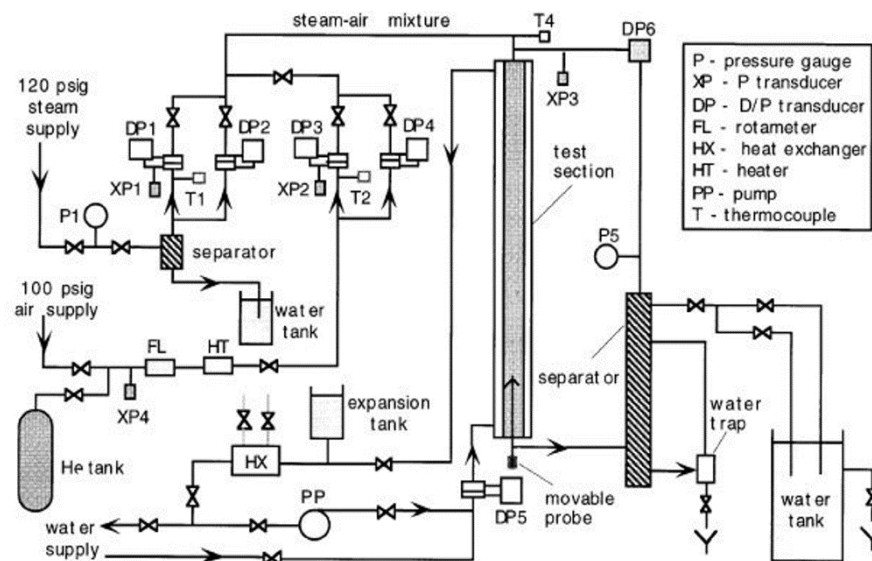 steam-air mixture
T4
DP6
120 psig
steam
supply
DP1
DP2
DP3
DP4
XP3
XP1
T1
XP2
T2
P1
separator
water
tank
test
section
P - pressure gauge
XP - P transducer
DP - D/P transducer
FL - rotameter
HX - heat exchanger
HT - heater
PP - pump
T - thermocouple
P5
100 psig
air supply
FL
HT
XP4
He tank
expansion
tank
HX
PP
separator
water
trap
water
supply
DP5
movable
probe
water
tank